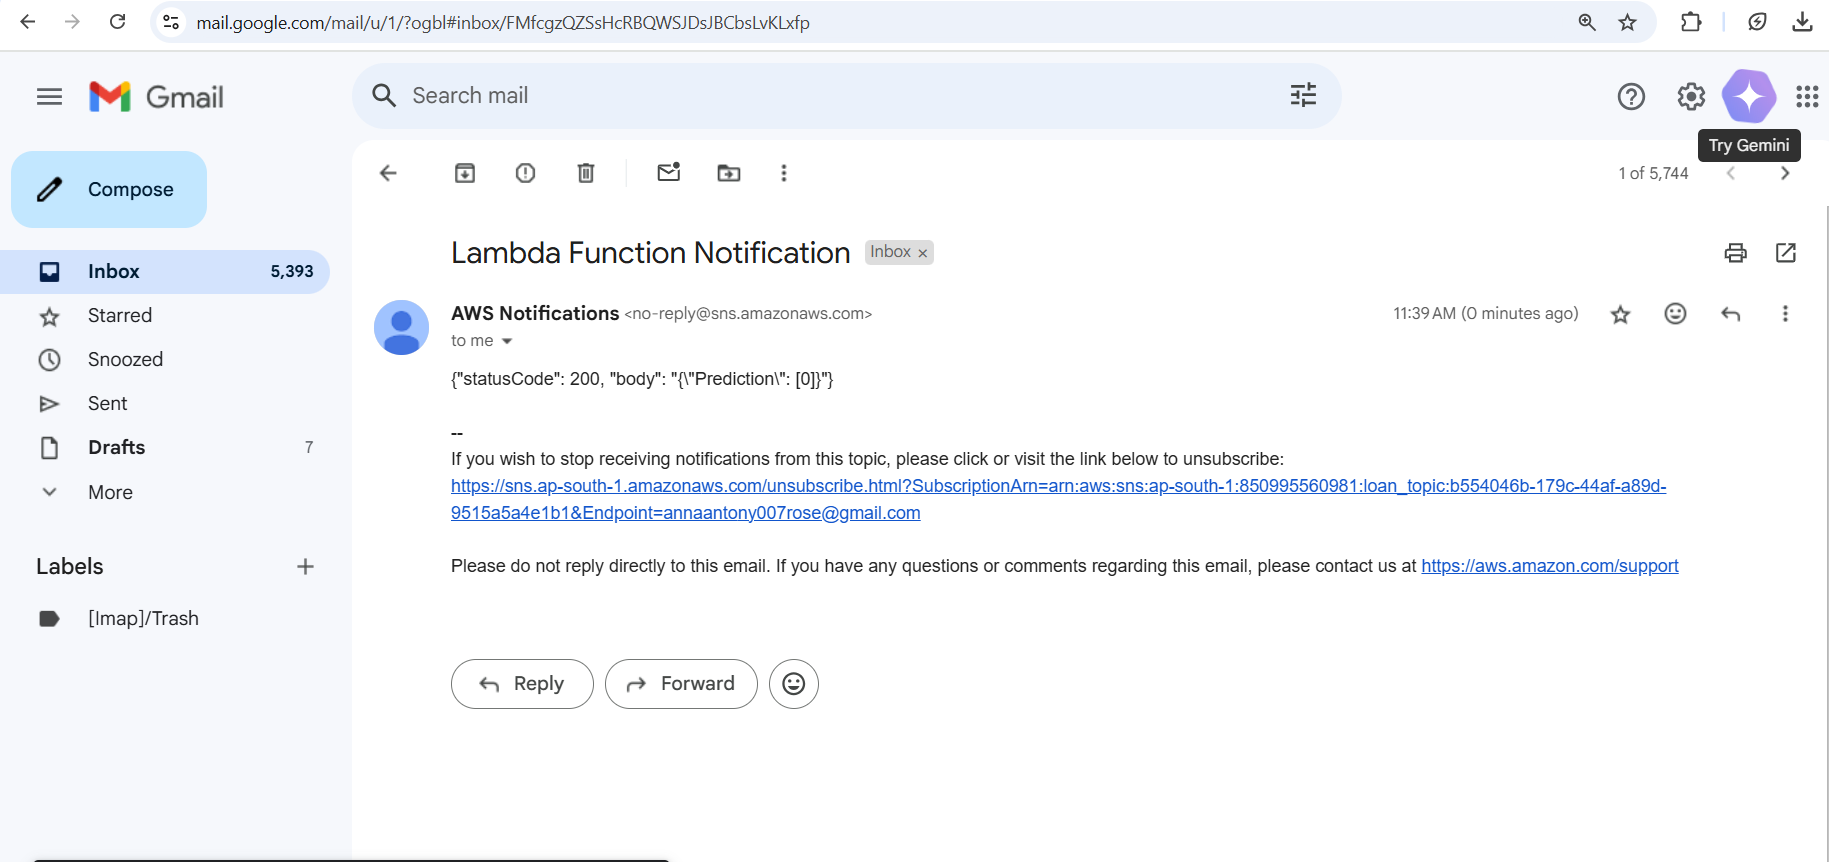 mail.google.com/mail/u/1/?ogbl#inbox/FMfcgzQZSsHcRBQWSJDsJBCbsLvKLxfp
Gmail
Search mail
Try Gemini
Compose
1 of 5,744
Lambda Function Notification
Inbox ×
Inbox 5,393
AWS Notifications <no-reply@sns.amazonaws.com>
11:39 AM (0 minutes ago)
to me
Starred
Snoozed
Sent
Drafts 7
More
Labels +
[Imap]/Trash
{"statusCode": 200, "body": "{\"Prediction\": [0]}"}
--
If you wish to stop receiving notifications from this topic, please click or visit the link below to unsubscribe:
https://sns.ap-south-1.amazonaws.com/unsubscribe.html?SubscriptionArn=arn:aws:sns:ap-south-1:850995560981:loan_topic:b554046b-179c-44af-a89d-
9515a5a4e1b1&Endpoint=annaantony007rose@gmail.com
Please do not reply directly to this email. If you have any questions or comments regarding this email, please contact us at https://aws.amazon.com/support
Reply
Forward